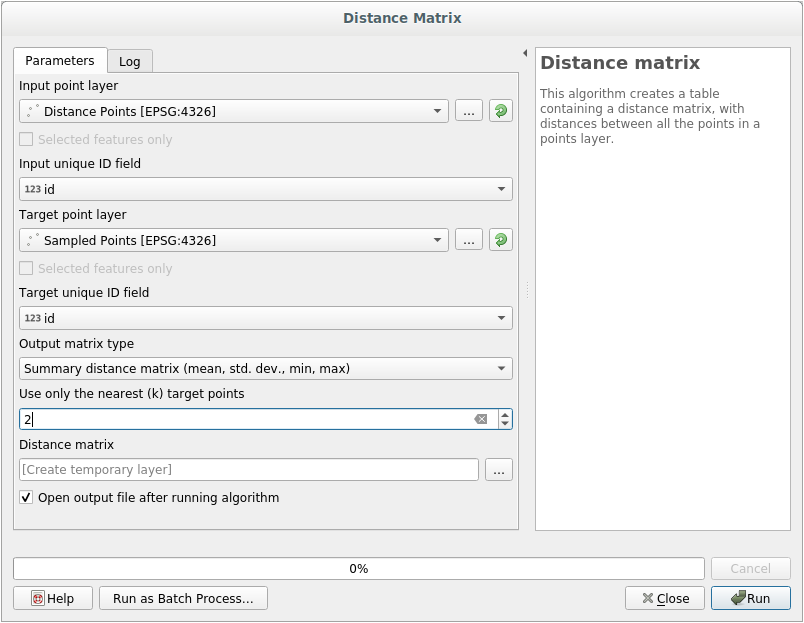 Distance Matrix
Parameters
Log
Input point layer
Distance Points [EPSG:4326]
...
Selected features only
Input unique ID field
123 id
Target point layer
Sampled Points [EPSG:4326]
...
Selected features only
Target unique ID field
123 id
Output matrix type
Summary distance matrix (mean, std. dev., min, max)
Use only the nearest (k) target points
2
Distance matrix
[Create temporary layer]
...
Open output file after running algorithm
Distance matrix
This algorithm creates a table
containing a distance matrix, with
distances between all the points in a
points layer.
0%
Cancel
Help
Run as Batch Process...
Close
Run